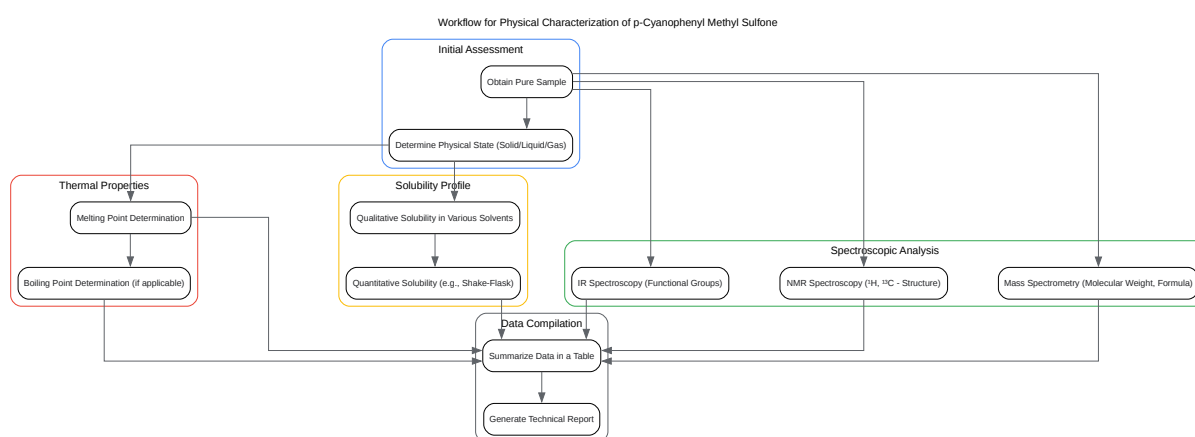 Workflow for Physical Characterization of p-Cyanophenyl Methyl Sulfone
Initial Assessment
Obtain Pure Sample
Determine Physical State (Solid/Liquid/Gas)
Thermal Properties
Melting Point Determination
Boiling Point Determination (if applicable)
Solubility Profile
Qualitative Solubility in Various Solvents
Quantitative Solubility (e.g., Shake-Flask)
Spectroscopic Analysis
IR Spectroscopy (Functional Groups)
NMR Spectroscopy (¹H, ¹³C - Structure)
Mass Spectrometry (Molecular Weight, Formula)
Data Compilation
Summarize Data in a Table
Generate Technical Report